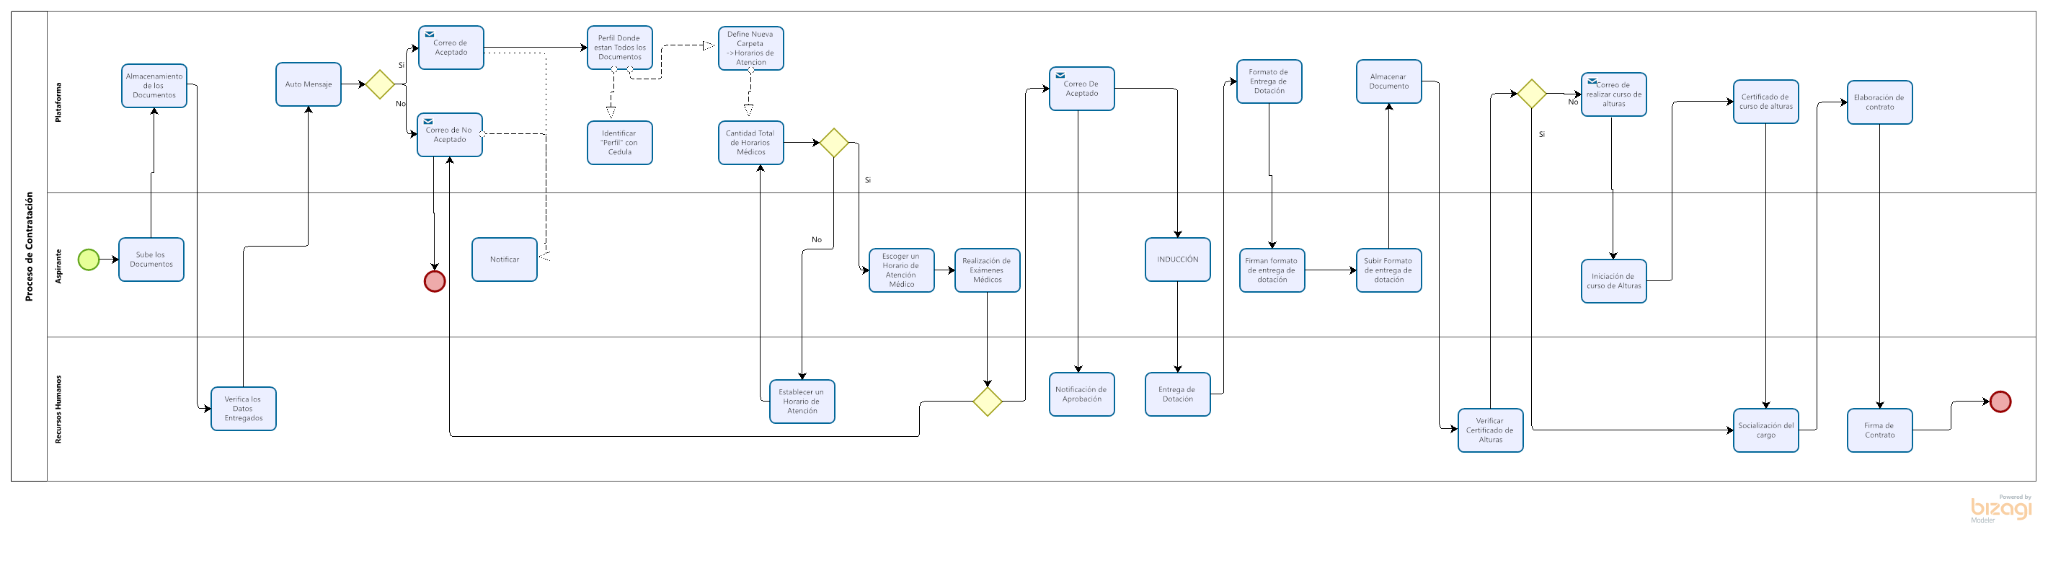 Proceso de Contratación
Plataforma
Almacenamiento
de los
Documentos
Auto Mensaje
Si
No
Correo de
Aceptado
Correo de No
Aceptado
Perfil Donde
estan Todos los
Documentos
Identificar
"Perfil" con
Cedula
Define Nueva
Carpeta
->Horarios de
Atencion
Cantidad Total
de Horarios
Médicos
Si
No
Correo De
Aceptado
Formato de
Entrega de
Dotación
Almacenar
Documento
No
Si
Correo de
realizar curso de
alturas
Certificado de
curso de alturas
Elaboración de
contrato
Aspirante
Sube los
Documentos
Notificar
Escoger un
Horario de
Atención
Médico
Realización de
Exámenes
Médicos
INDUCCIÓN
Firman formato
de entrega de
dotación
Subir Formato
de entrega de
dotación
Iniciación de
curso de Alturas
Recursos Humanos
Verifica los
Datos
Entregados
Establecer un
Horario de
Atención
Notificación de
Aprobación
Entrega de
Dotación
Verificar
Certificado de
Alturas
Socialización del
cargo
Firma de
Contrato
Powered by
bizagi
Modeler